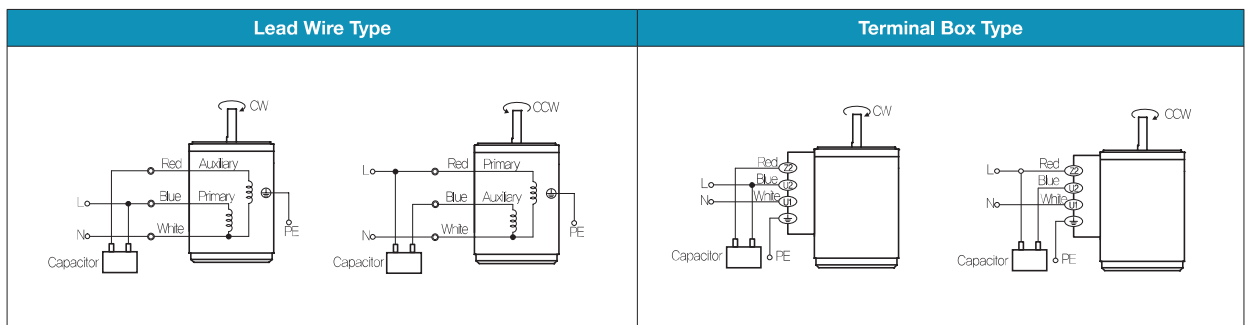 Lead Wire Type
Terminal Box Type
CW
Red Auxiliary
L Blue Primary
N White
PE
Capacitor
CCW
L Red Primary
Blue Auxiliary
N White
PE
Capacitor
CW
Red Z2
L Blue U2
N White U1
Capacitor PE
CCW
L Red Z2
Blue U2
N White U1
Capacitor PE